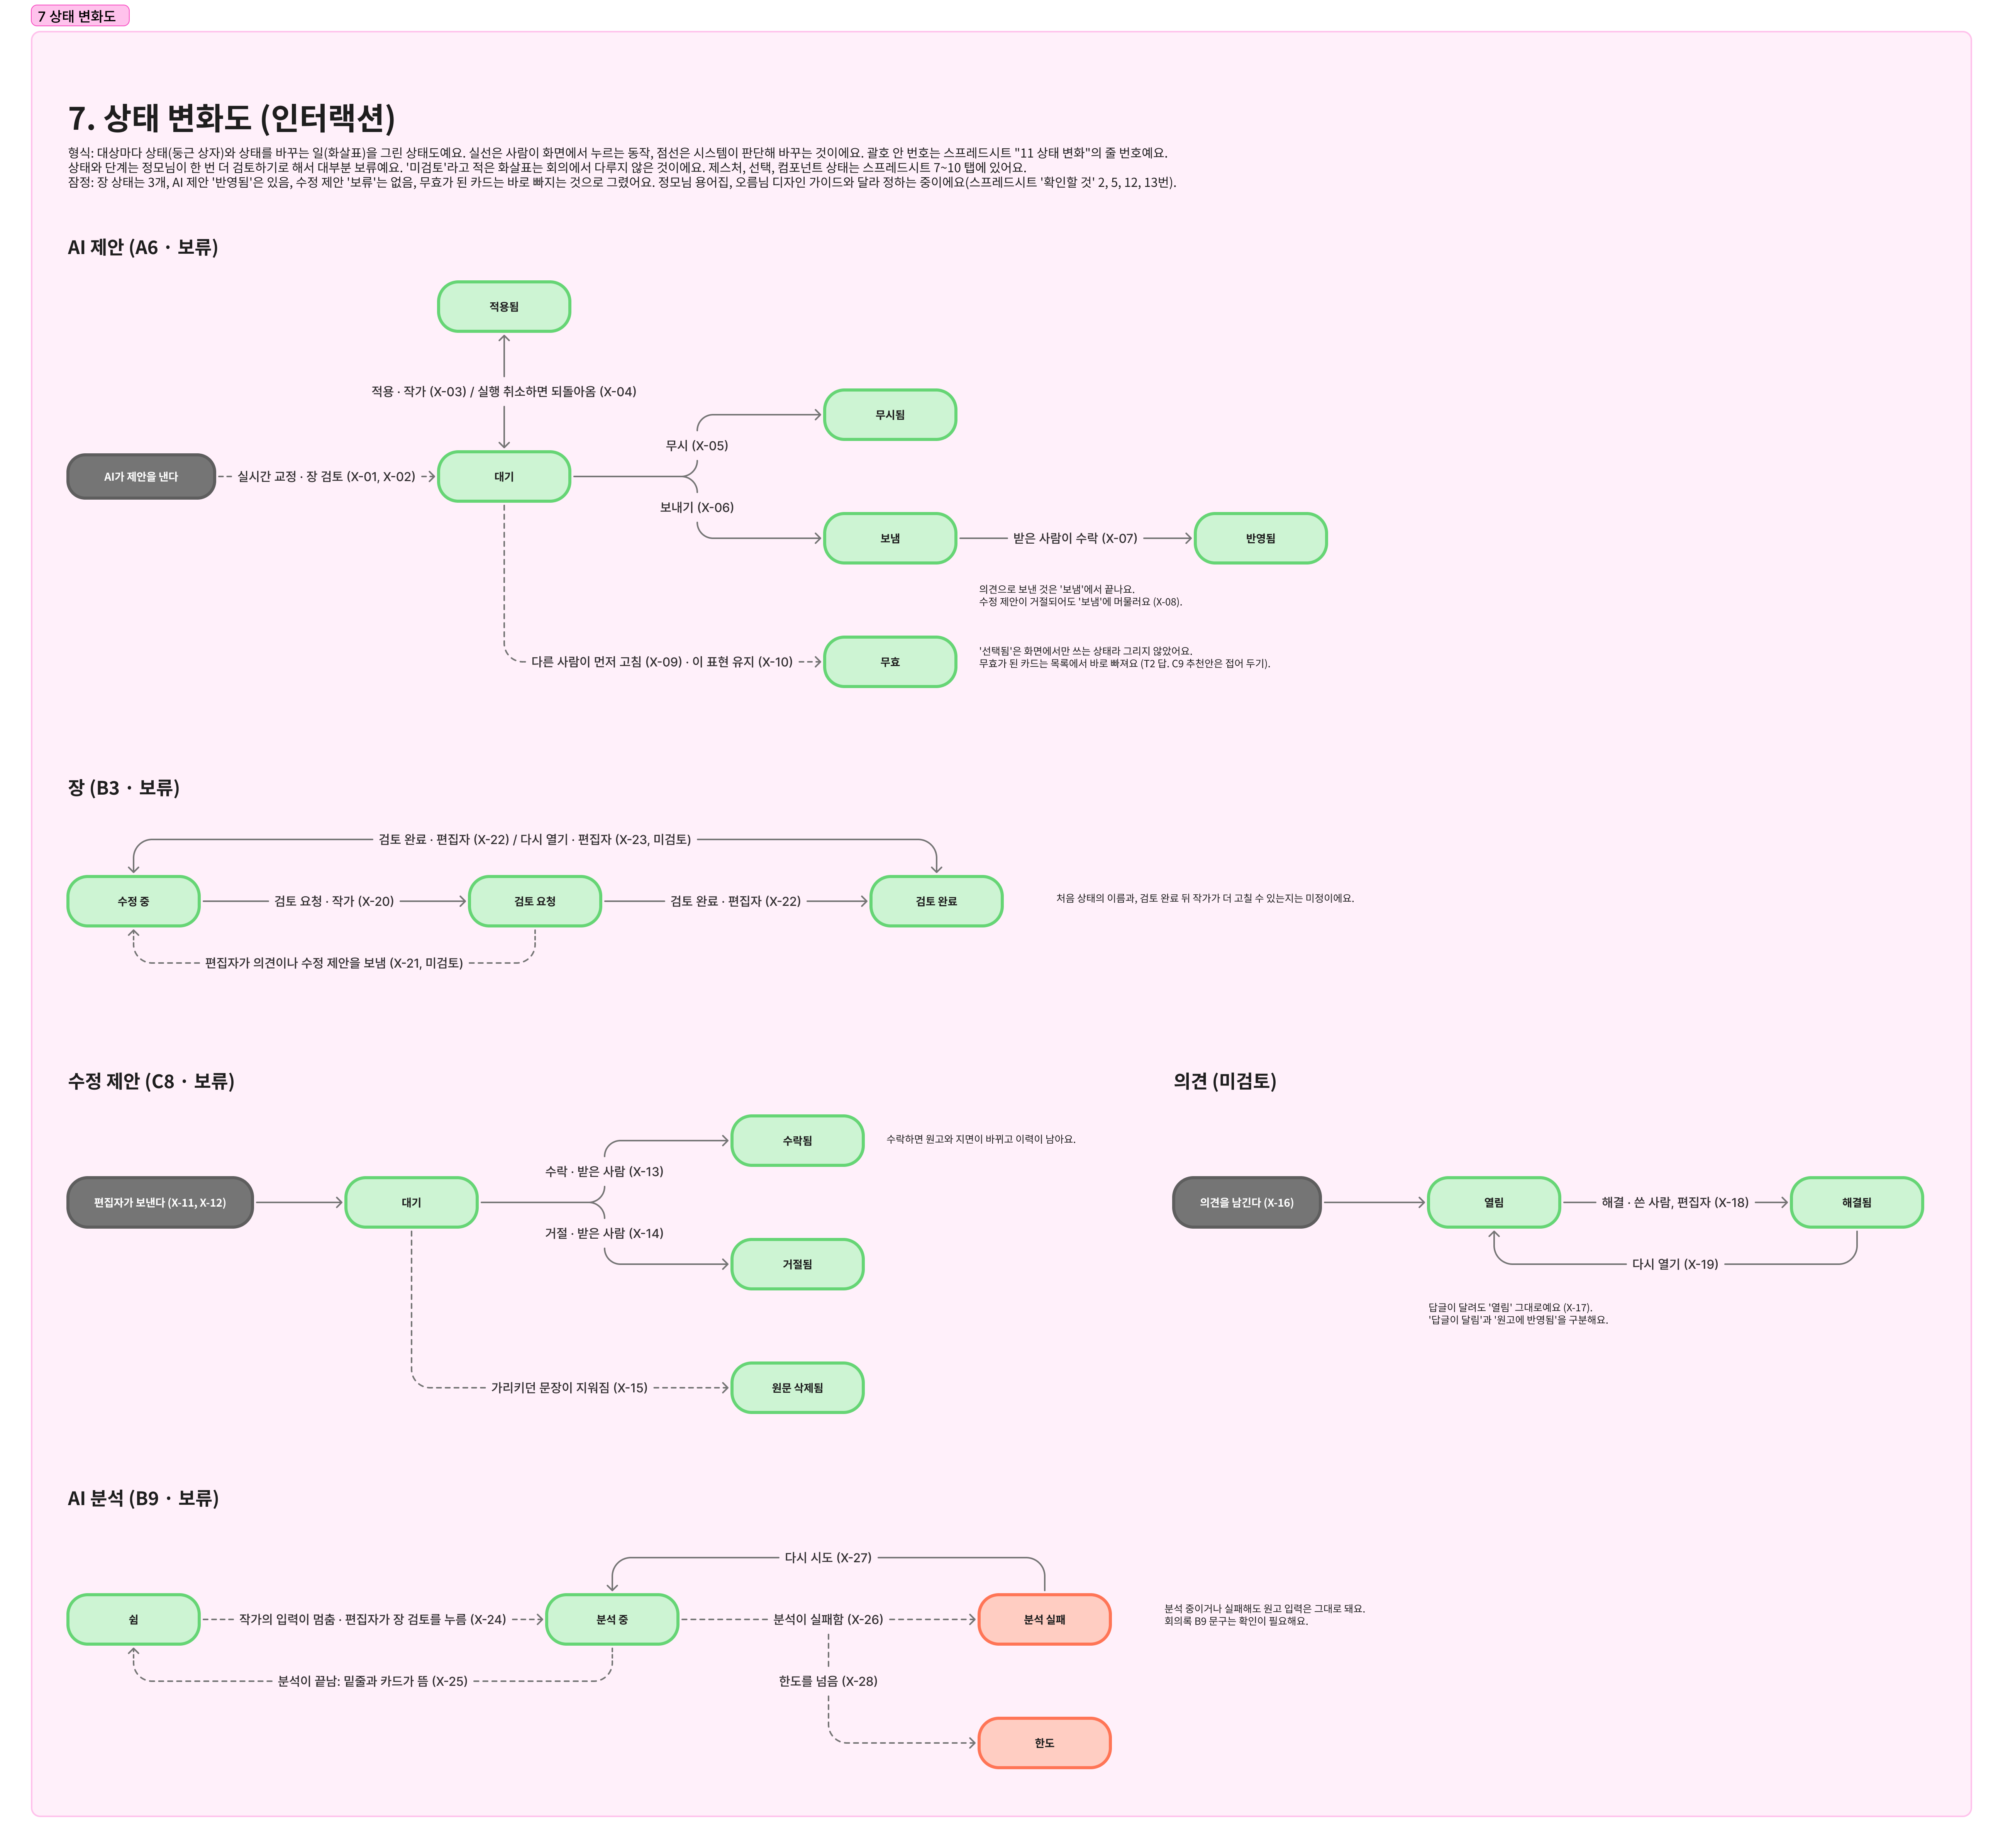 7 상태 변화도
7. 상태 변화도 (인터랙션)
형식: 대상마다 상태(둥근 상자)와 상태를 바꾸는 일(화살표)을 그린 상태도예요. 실선은 사람이 화면에서 누르는 동작, 점선은 시스템이 판단해 바꾸는 것이에요. 괄호 안 번호는 스프레드시트 "11 상태 변화"의 줄 번호예요.
상태와 단계는 정모님이 한 번 더 검토하기로 해서 대부분 보류예요. '미검토'라고 적은 화살표는 회의에서 다루지 않은 것이에요. 제스처, 선택, 컴포넌트 상태는 스프레드시트 7~10 탭에 있어요.
잠정: 장 상태는 3개, AI 제안 '반영됨'은 있음, 수정 제안 '보류'는 없음, 무효가 된 카드는 바로 빠지는 것으로 그렸어요. 정모님 용어집, 오름님 디자인 가이드와 달라 정하는 중이에요(스프레드시트 '확인할 것' 2, 5, 12, 13번).
AI 제안 (A6 · 보류)
적용됨
적용 · 작가 (X-03) / 실행 취소하면 되돌아옴 (X-04)
무시됨
무시 (X-05)
AI가 제안을 낸다
실시간 교정 · 장 검토 (X-01, X-02)
대기
보내기 (X-06)
보냄
받은 사람이 수락 (X-07)
반영됨
의견으로 보낸 것은 '보냄'에서 끝나요.
수정 제안이 거절되어도 '보냄'에 머물러요 (X-08).
다른 사람이 먼저 고침 (X-09) · 이 표현 유지 (X-10)
무효
'선택됨'은 화면에서만 쓰는 상태라 그리지 않았어요.
무효가 된 카드는 목록에서 바로 빠져요 (T2 답. C9 추천안은 접어 두기).
장 (B3 · 보류)
검토 완료 · 편집자 (X-22) / 다시 열기 · 편집자 (X-23, 미검토)
수정 중
검토 요청 · 작가 (X-20)
검토 요청
검토 완료 · 편집자 (X-22)
검토 완료
처음 상태의 이름과, 검토 완료 뒤 작가가 더 고칠 수 있는지는 미정이에요.
편집자가 의견이나 수정 제안을 보냄 (X-21, 미검토)
수정 제안 (C8 · 보류)
수락됨
수락하면 원고와 지면이 바뀌고 이력이 남아요.
수락 · 받은 사람 (X-13)
편집자가 보낸다 (X-11, X-12)
대기
거절 · 받은 사람 (X-14)
거절됨
가리키던 문장이 지워짐 (X-15)
원문 삭제됨
의견 (미검토)
의견을 남긴다 (X-16)
열림
해결 · 쓴 사람, 편집자 (X-18)
해결됨
다시 열기 (X-19)
답글이 달려도 '열림' 그대로예요 (X-17).
'답글이 달림'과 '원고에 반영됨'을 구분해요.
AI 분석 (B9 · 보류)
다시 시도 (X-27)
쉼
작가의 입력이 멈춤 · 편집자가 장 검토를 누름 (X-24)
분석 중
분석이 실패함 (X-26)
분석 실패
분석 중이거나 실패해도 원고 입력은 그대로 돼요.
회의록 B9 문구는 확인이 필요해요.
분석이 끝남: 밑줄과 카드가 뜸 (X-25)
한도를 넘음 (X-28)
한도